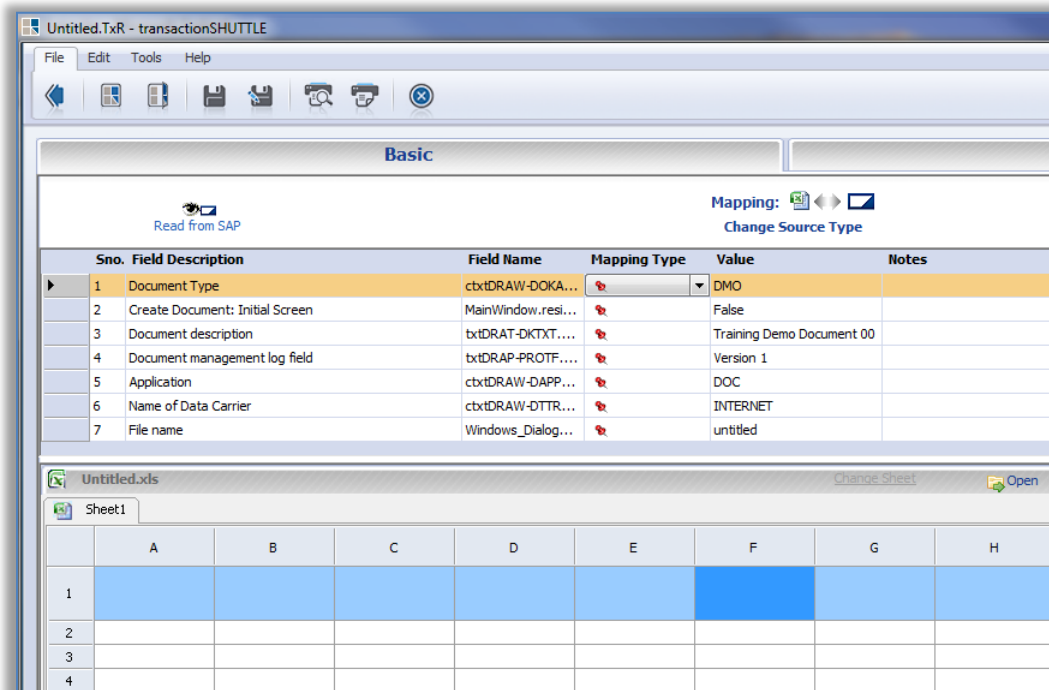 Untitled.TxR - transactionSHUTTLE
File Edit Tools Help
Basic
Mapping:
Read from SAP
Change Source Type
Sno. Field Description Field Name Mapping Type Value Notes
1 Document Type ctxtDRAW-DOKA... DMO
2 Create Document: Initial Screen MainWindow.resi... False
3 Document description txtDRAT-DKTXT.... Training Demo Document 00
4 Document management log field txtDRAP-PROTF.... Version 1
5 Application ctxtDRAW-DAPP... DOC
6 Name of Data Carrier ctxtDRAW-DTTR... INTERNET
7 File name Windows_Dialog... untitled
Untitled.xls Change Sheet Open
Sheet1
A B C D E F G H
1
2
3
4